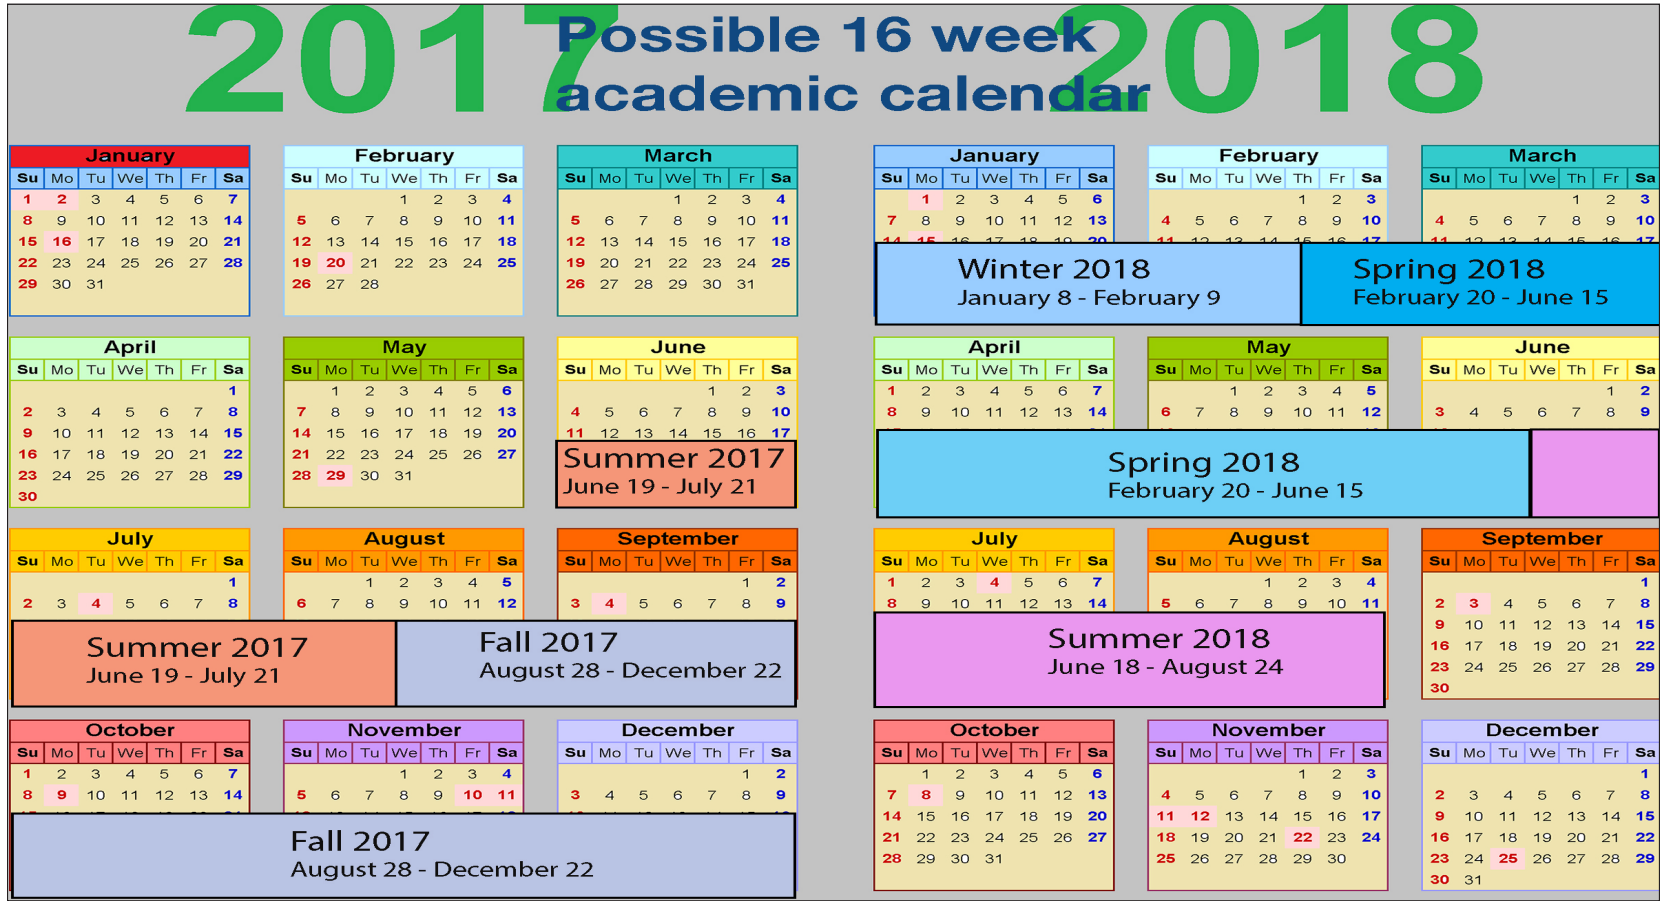 2017
2018
Possible 16 week
academic calendar
January
Su Mo Tu We Th Fr Sa
1 2 3 4 5 6 7
8 9 10 11 12 13 14
15 16 17 18 19 20 21
22 23 24 25 26 27 28
29 30 31
February
Su Mo Tu We Th Fr Sa
1 2 3 4
5 6 7 8 9 10 11
12 13 14 15 16 17 18
19 20 21 22 23 24 25
26 27 28
March
Su Mo Tu We Th Fr Sa
1 2 3 4
5 6 7 8 9 10 11
12 13 14 15 16 17 18
19 20 21 22 23 24 25
26 27 28 29 30 31
April
Su Mo Tu We Th Fr Sa
1
2 3 4 5 6 7 8
9 10 11 12 13 14 15
16 17 18 19 20 21 22
23 24 25 26 27 28 29
30
May
Su Mo Tu We Th Fr Sa
1 2 3 4 5 6
7 8 9 10 11 12 13
14 15 16 17 18 19 20
21 22 23 24 25 26 27
28 29 30 31
June
Su Mo Tu We Th Fr Sa
1 2 3
4 5 6 7 8 9 10
11 12 13 14 15 16 17
Summer 2017
June 19 - July 21
July
Su Mo Tu We Th Fr Sa
1
2 3 4 5 6 7 8
August
Su Mo Tu We Th Fr Sa
1 2 3 4 5
6 7 8 9 10 11 12
September
Su Mo Tu We Th Fr Sa
1 2
3 4 5 6 7 8 9
Summer 2017
June 19 - July 21
Fall 2017
August 28 - December 22
October
Su Mo Tu We Th Fr Sa
1 2 3 4 5 6 7
8 9 10 11 12 13 14
November
Su Mo Tu We Th Fr Sa
1 2 3 4
5 6 7 8 9 10 11
December
Su Mo Tu We Th Fr Sa
1 2
3 4 5 6 7 8 9
Fall 2017
August 28 - December 22
January
Su Mo Tu We Th Fr Sa
1 2 3 4 5 6
7 8 9 10 11 12 13
14 15 16 17 18 19 20
February
Su Mo Tu We Th Fr Sa
1 2 3
4 5 6 7 8 9 10
11 12 13 14 15 16 17
March
Su Mo Tu We Th Fr Sa
1 2 3
4 5 6 7 8 9 10
11 12 13 14 15 16 17
Winter 2018
January 8 - February 9
Spring 2018
February 20 - June 15
April
Su Mo Tu We Th Fr Sa
1 2 3 4 5 6 7
8 9 10 11 12 13 14
May
Su Mo Tu We Th Fr Sa
1 2 3 4 5
6 7 8 9 10 11 12
June
Su Mo Tu We Th Fr Sa
1 2
3 4 5 6 7 8 9
Spring 2018
February 20 - June 15
July
Su Mo Tu We Th Fr Sa
1 2 3 4 5 6 7
8 9 10 11 12 13 14
August
Su Mo Tu We Th Fr Sa
1 2 3 4
5 6 7 8 9 10 11
Summer 2018
June 18 - August 24
September
Su Mo Tu We Th Fr Sa
1
2 3 4 5 6 7 8
9 10 11 12 13 14 15
16 17 18 19 20 21 22
23 24 25 26 27 28 29
30
October
Su Mo Tu We Th Fr Sa
1 2 3 4 5 6
7 8 9 10 11 12 13
14 15 16 17 18 19 20
21 22 23 24 25 26 27
28 29 30 31
November
Su Mo Tu We Th Fr Sa
1 2 3
4 5 6 7 8 9 10
11 12 13 14 15 16 17
18 19 20 21 22 23 24
25 26 27 28 29 30
December
Su Mo Tu We Th Fr Sa
1
2 3 4 5 6 7 8
9 10 11 12 13 14 15
16 17 18 19 20 21 22
23 24 25 26 27 28 29
30 31